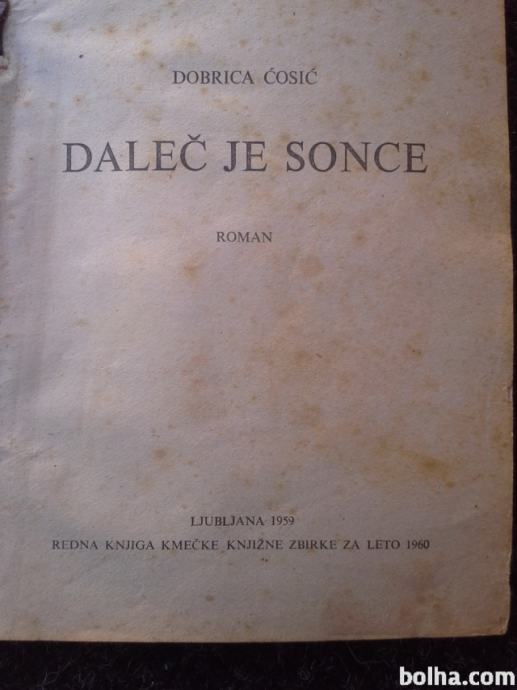 DOBRICA ĆOSIĆ
DALEČ JE SONCE
ROMAN
LJUBLJANA 1959
REDNA KNJIGA KMEČKE KNJIŽNE ZBIRKE ZA LETO 1960
bolha.com